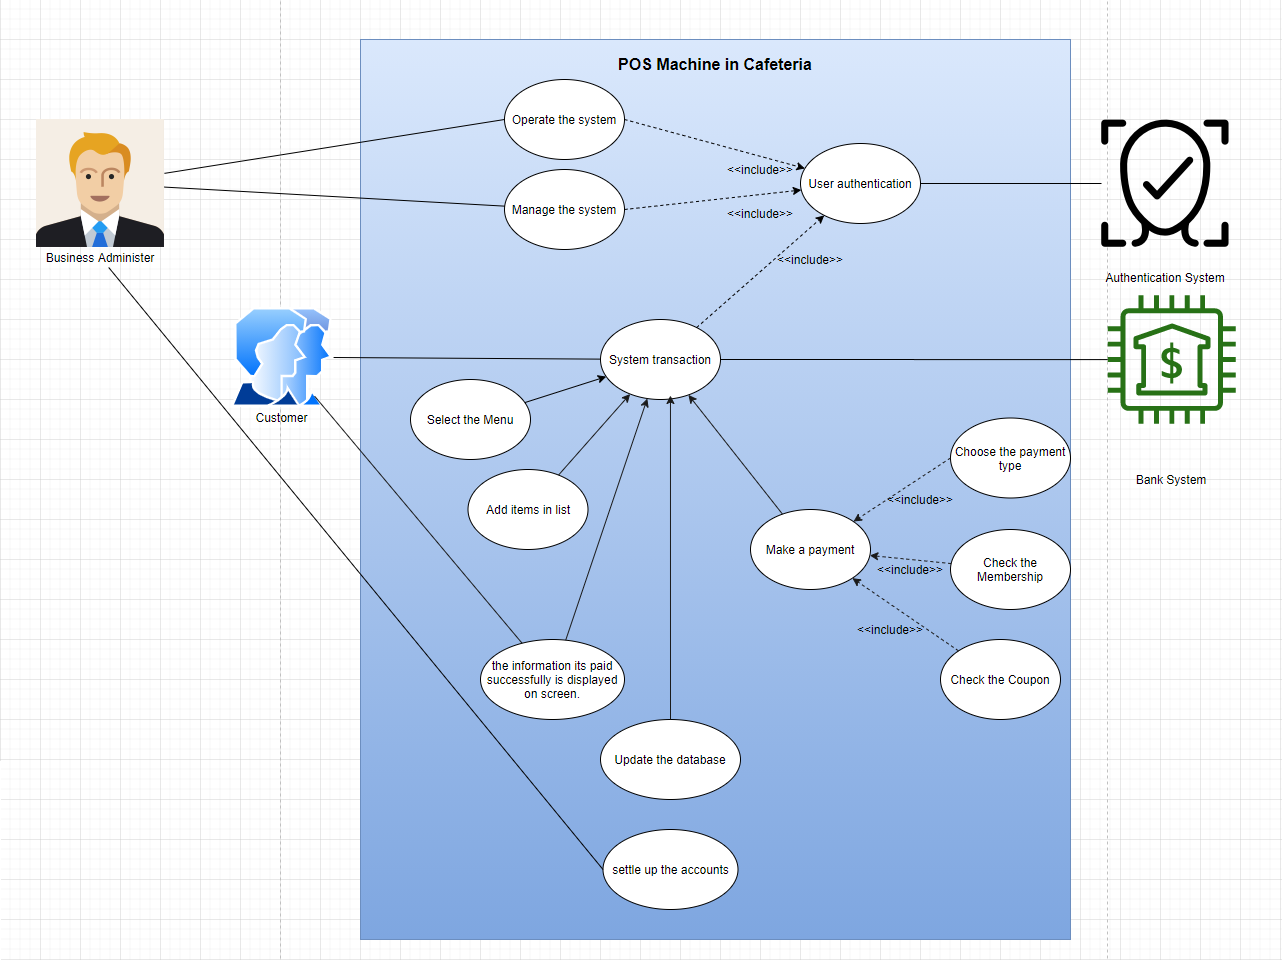 POS Machine in Cafeteria
Operate the system
<<include>>
User authentication
Manage the system
<<include>>
Business Administer
<<include>>
Authentication System
System transaction
Customer
Select the Menu
Choose the payment
type
Bank System
<<include>>
Add items in list
Make a payment
<<include>>
Check the
Membership
<<include>>
the information its paid
successfully is displayed
on screen.
Check the Coupon
Update the database
settle up the accounts
$